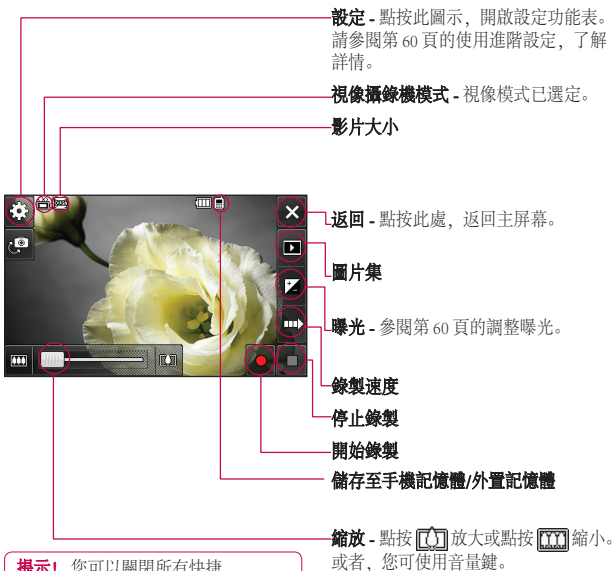 設定 - 點按此圖示，開啟設定功能表。
請參閱第 60 頁的使用進階設定，了解
詳情。
視像攝錄機模式 - 視像模式已選定。
影片大小
返回 - 點按此處，返回主屏幕。
圖片集
曝光 - 參閱第 60 頁的調整曝光。
錄製速度
停止錄製
開始錄製
儲存至手機記憶體/外置記憶體
縮放 - 點按 放大或點按 縮小。
或者，您可使用音量鍵。
提示! 您可以關閉所有快捷